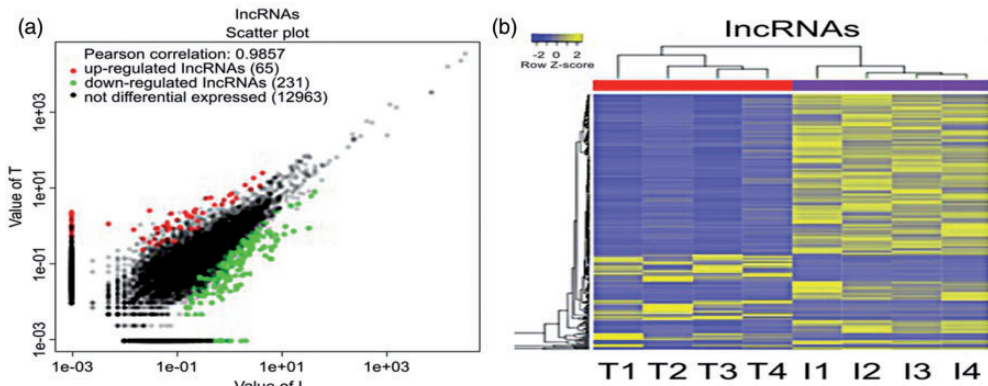 (a)
lncRNAs
Scatter plot
Pearson correlation: 0.9857
up-regulated lncRNAs (65)
down-regulated lncRNAs (231)
not differential expressed (12963)
Value of T
1e+03
1e+01
1e-01
1e-03
1e-03 1e-01 1e+01 1e+03
(b)
lncRNAs
-2 0 2
Row Z-score
T1 T2 T3 T4 I1 I2 I3 I4